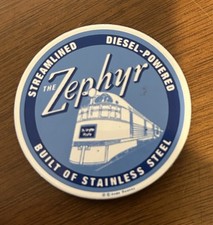 STREAMLINED
DIESEL-POWERED
THE
Zephyr
BUILT OF STAINLESS STEEL